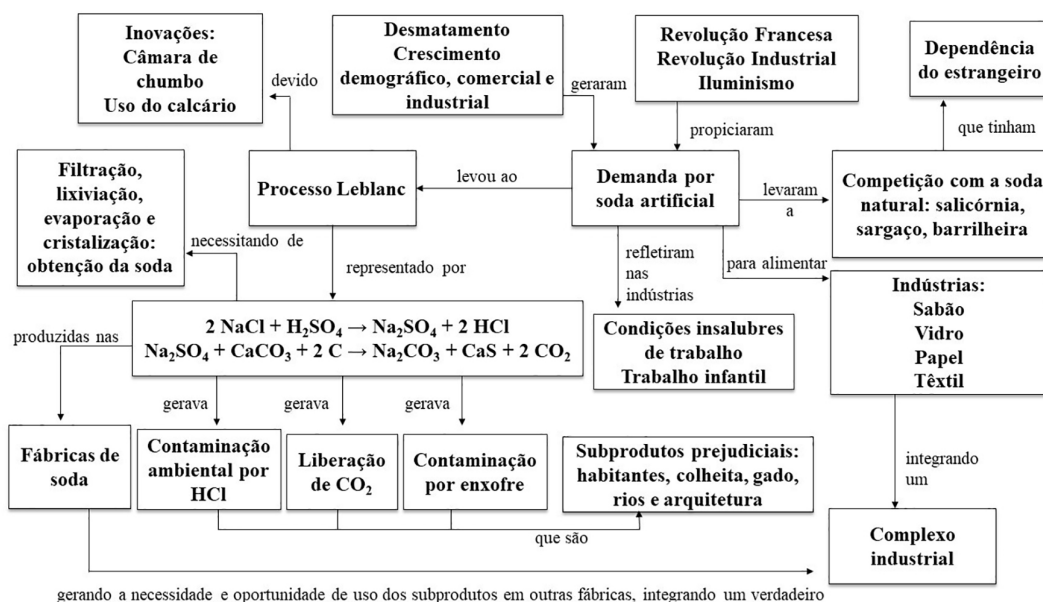 Inovações:
Câmara de
chumbo
Uso do calcário
devido
Desmatamento
Crescimento
demográfico, comercial e
industrial
geraram
Revolução Francesa
Revolução Industrial
Iluminismo
propiciaram
Dependência
do estrangeiro
que tinham
Filtração,
lixiviação,
evaporação e
cristalização:
obtenção da soda
necessitando de
Processo Leblanc
levou ao
Demanda por
soda artificial
levaram
a
Competição com a soda
natural: salicórnia,
sargaço, barrilheira
representado por
refletiram
nas
indústrias
para alimentar
Indústrias:
Sabão
Vidro
Papel
Têxtil
produzidas nas
2 NaCl + H₂SO₄ → Na₂SO₄ + 2 HCl
Na₂SO₄ + CaCO₃ + 2 C → Na₂CO₃ + CaS + 2 CO₂
Condições insalubres
de trabalho
Trabalho infantil
gerava
gerava
gerava
Fábricas de
soda
Contaminação
ambiental por
HCl
Liberação
de CO₂
Contaminação
por enxofre
Subprodutos prejudiciais:
habitantes, colheita, gado,
rios e arquitetura
integrando
um
que são
Complexo
industrial
gerando a necessidade e oportunidade de uso dos subprodutos em outras fábricas, integrando um verdadeiro